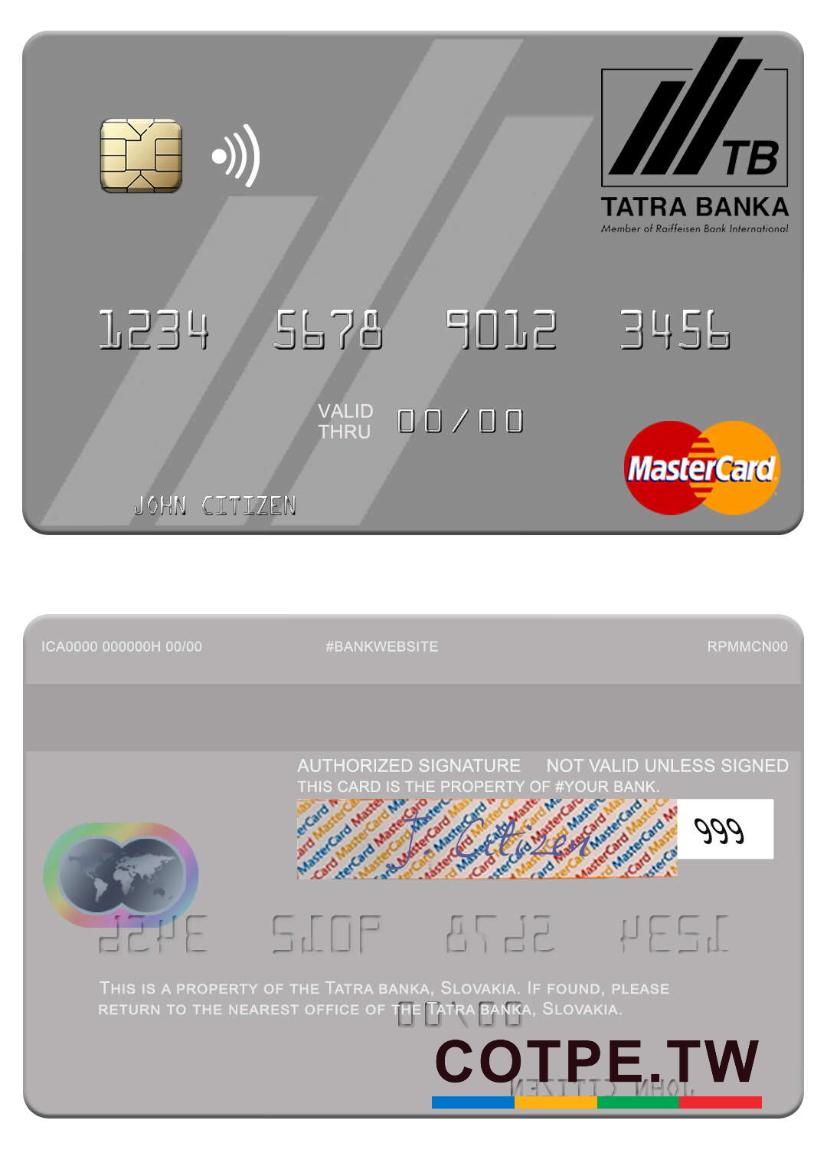 TB
TATRA BANKA
Member of Raiffeisen Bank International
1234 5678 9012 3456
VALID THRU 00/00
MasterCard
JOHN CITIZEN
ICA0000 000000H 00/00 #BANKWEBSITE RPMMCN00
AUTHORIZED SIGNATURE NOT VALID UNLESS SIGNED
THIS CARD IS THE PROPERTY OF #YOUR BANK.
J Citizen 999
THIS IS A PROPERTY OF THE TATRA BANKA, SLOVAKIA. IF FOUND, PLEASE
RETURN TO THE NEAREST OFFICE OF THE TATRA BANKA, SLOVAKIA.
COTPE.TW